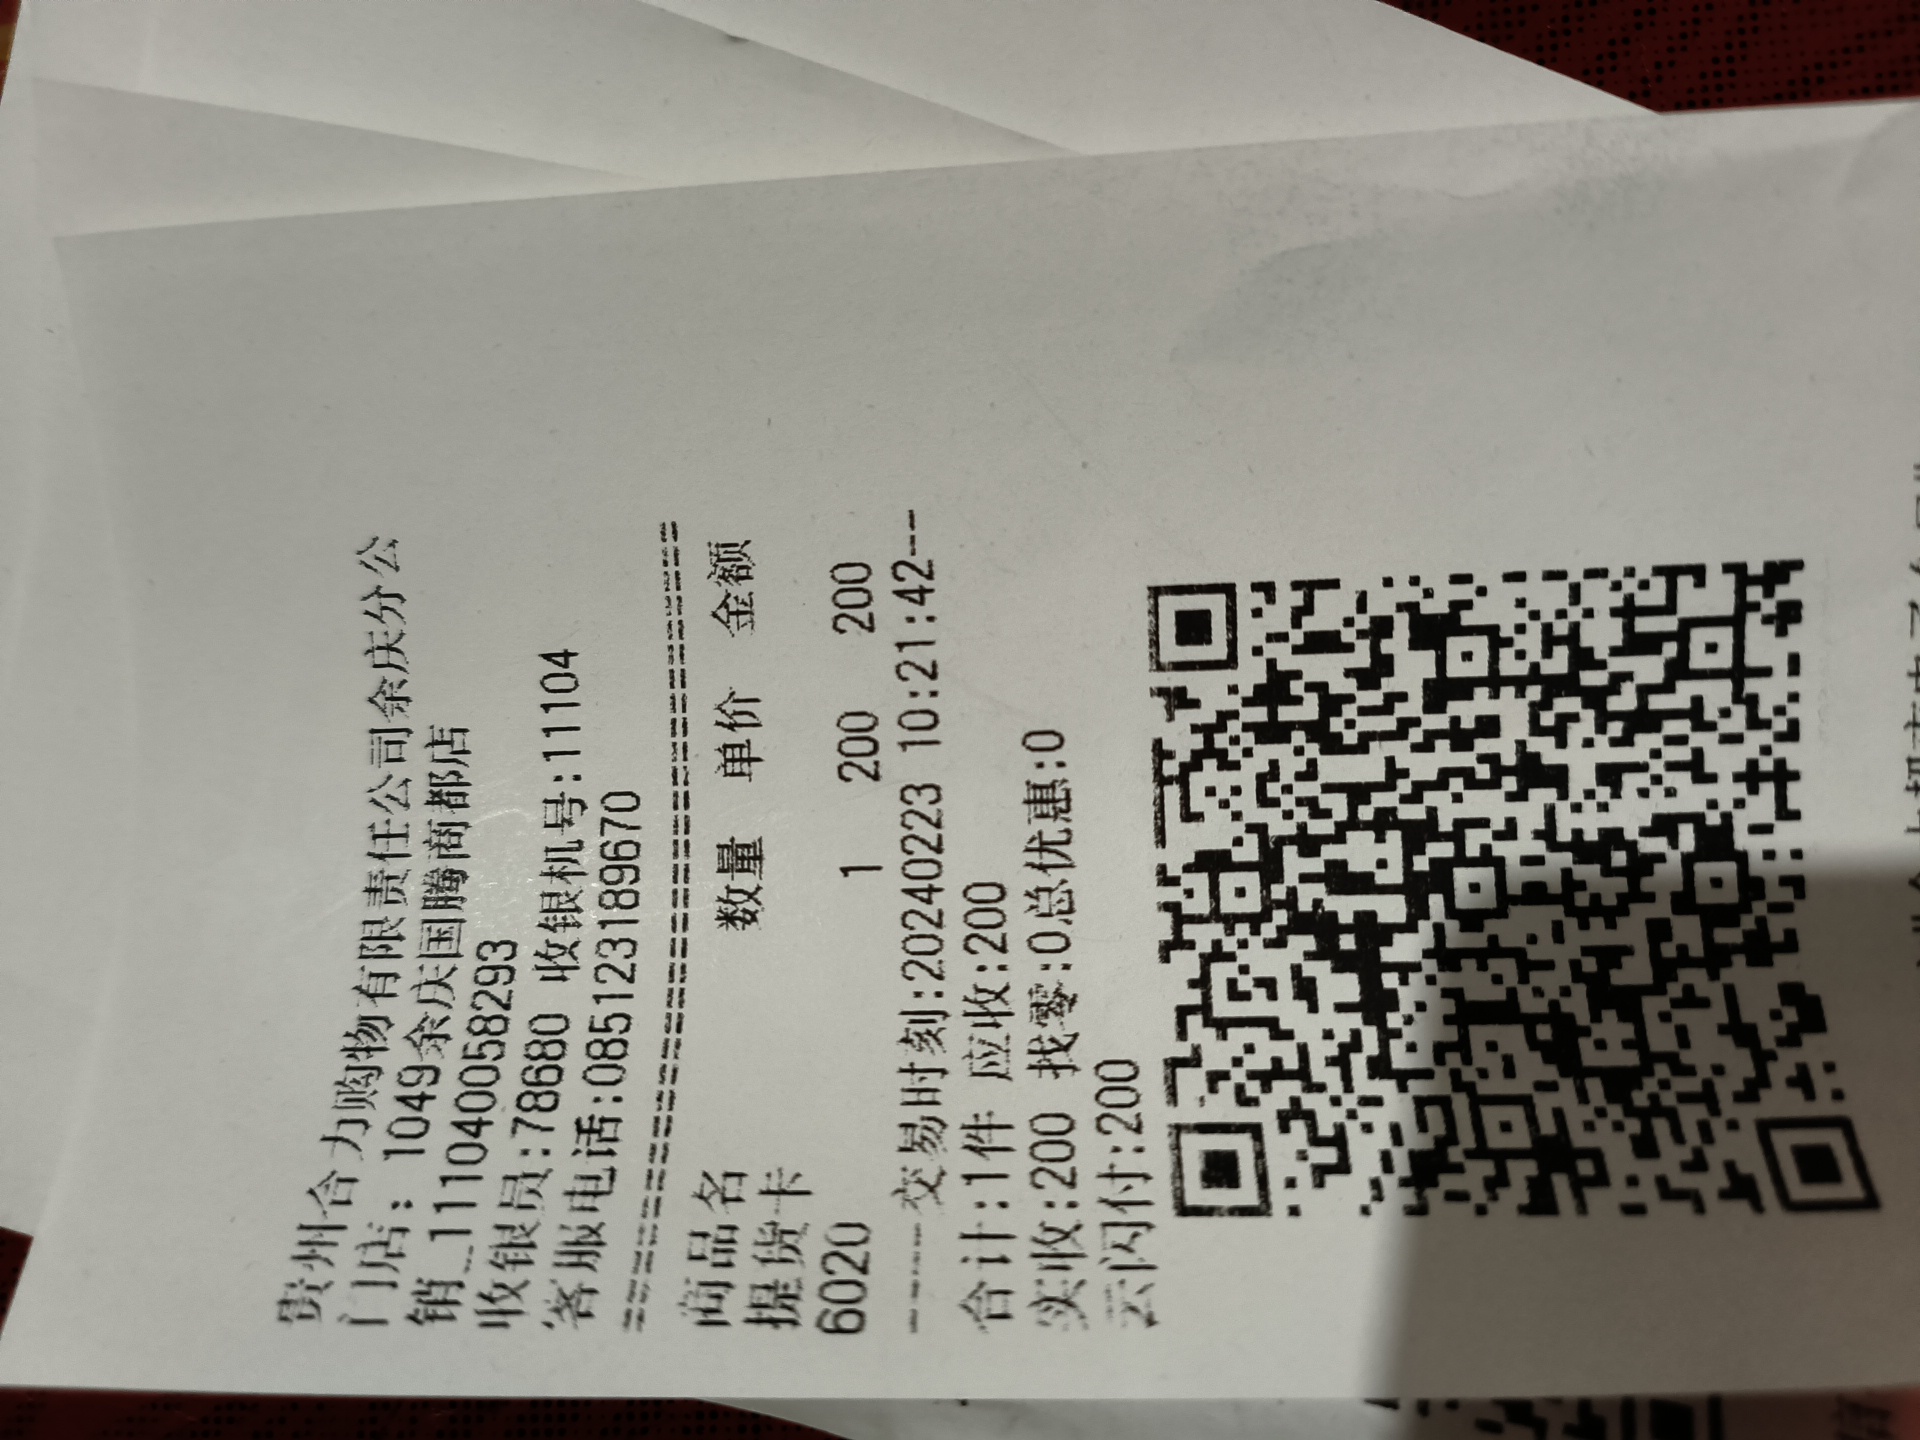 贵州合力购物有限责任公司余庆分公
门店: 1049余庆国腾商都店
销_111040058293
收银员:78680 收银机号:11104
客服电话:085123189670
商品名 数量 单价 金额
提货卡
6020 1 200 200
-----交易时刻:20240223 10:21:42---
合计:1件 应收:200
实收:200 找零:0总优惠:0
云闪付:200